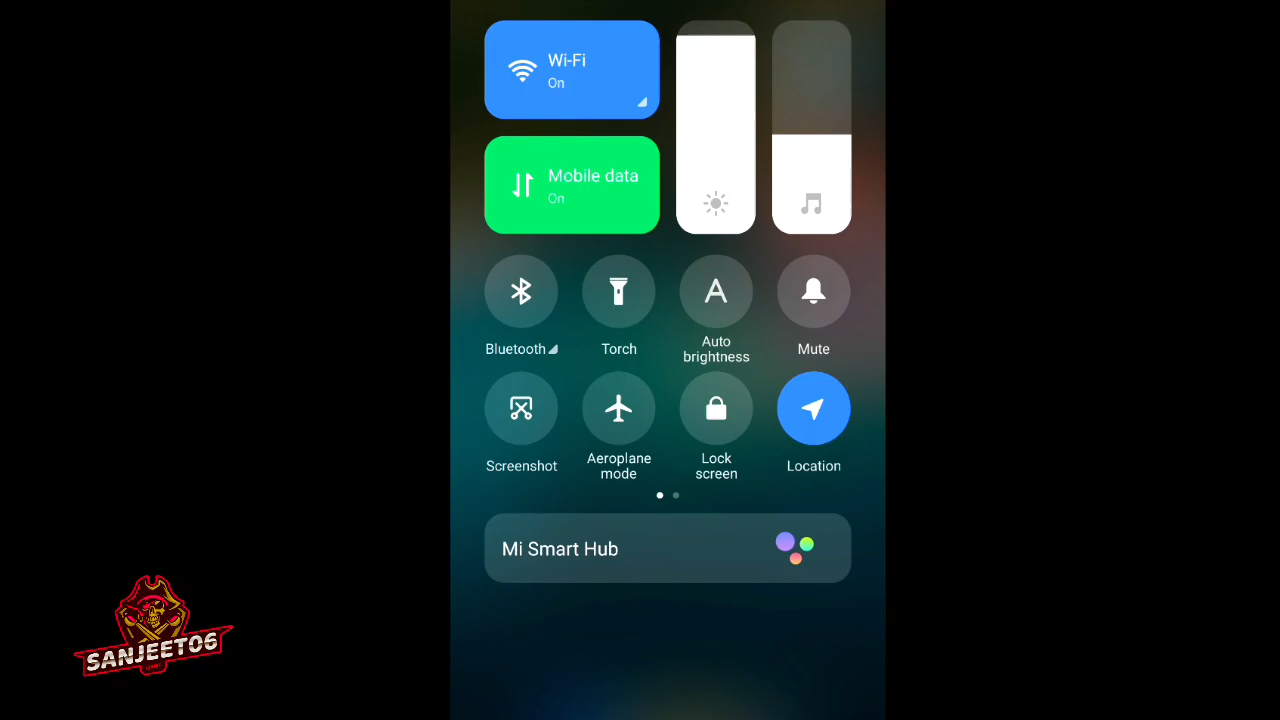 Wi-Fi
On
Mobile data
On
Bluetooth
Torch
Auto
brightness
Mute
Screenshot
Aeroplane
mode
Lock
screen
Location
Mi Smart Hub
SANJEET06